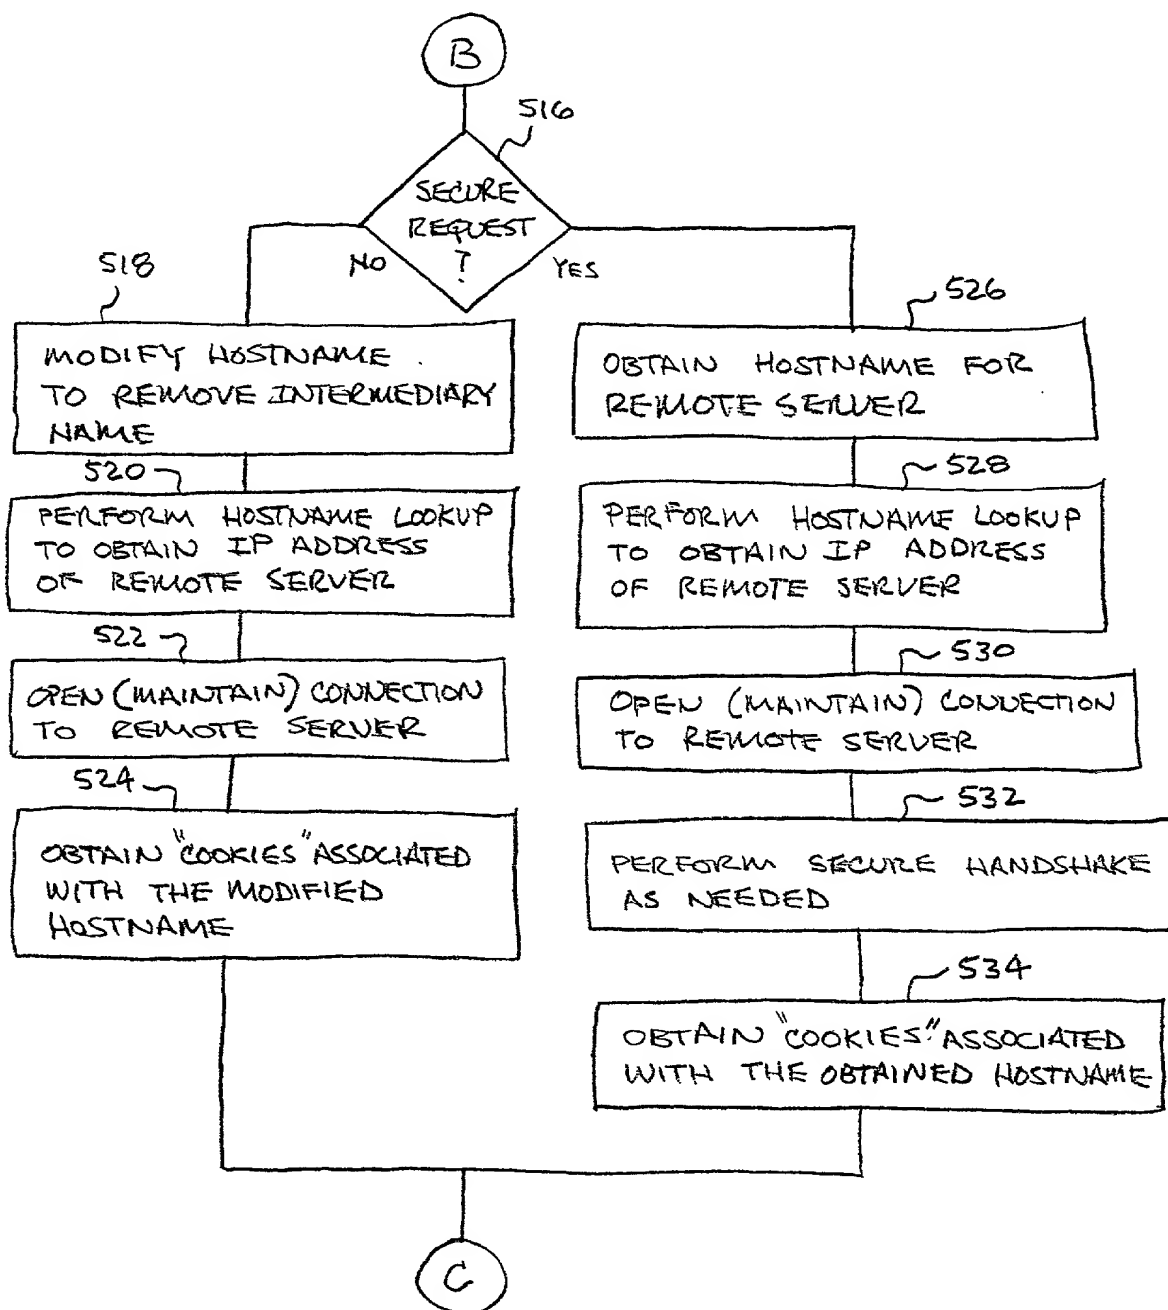 B
516
SECURE
REQUEST
?
NO
YES
518
MODIFY HOSTNAME
TO REMOVE INTERMEDIARY
NAME
520
PERFORM HOSTNAME LOOKUP
TO OBTAIN IP ADDRESS
OF REMOTE SERVER
522
OPEN (MAINTAIN) CONNECTION
TO REMOTE SERVER
524
OBTAIN "COOKIES" ASSOCIATED
WITH THE MODIFIED
HOSTNAME
526
OBTAIN HOSTNAME FOR
REMOTE SERVER
528
PERFORM HOSTNAME LOOKUP
TO OBTAIN IP ADDRESS
OF REMOTE SERVER
530
OPEN (MAINTAIN) CONNECTION
TO REMOTE SERVER
532
PERFORM SECURE HANDSHAKE
AS NEEDED
534
OBTAIN "COOKIES" ASSOCIATED
WITH THE OBTAINED HOSTNAME
C